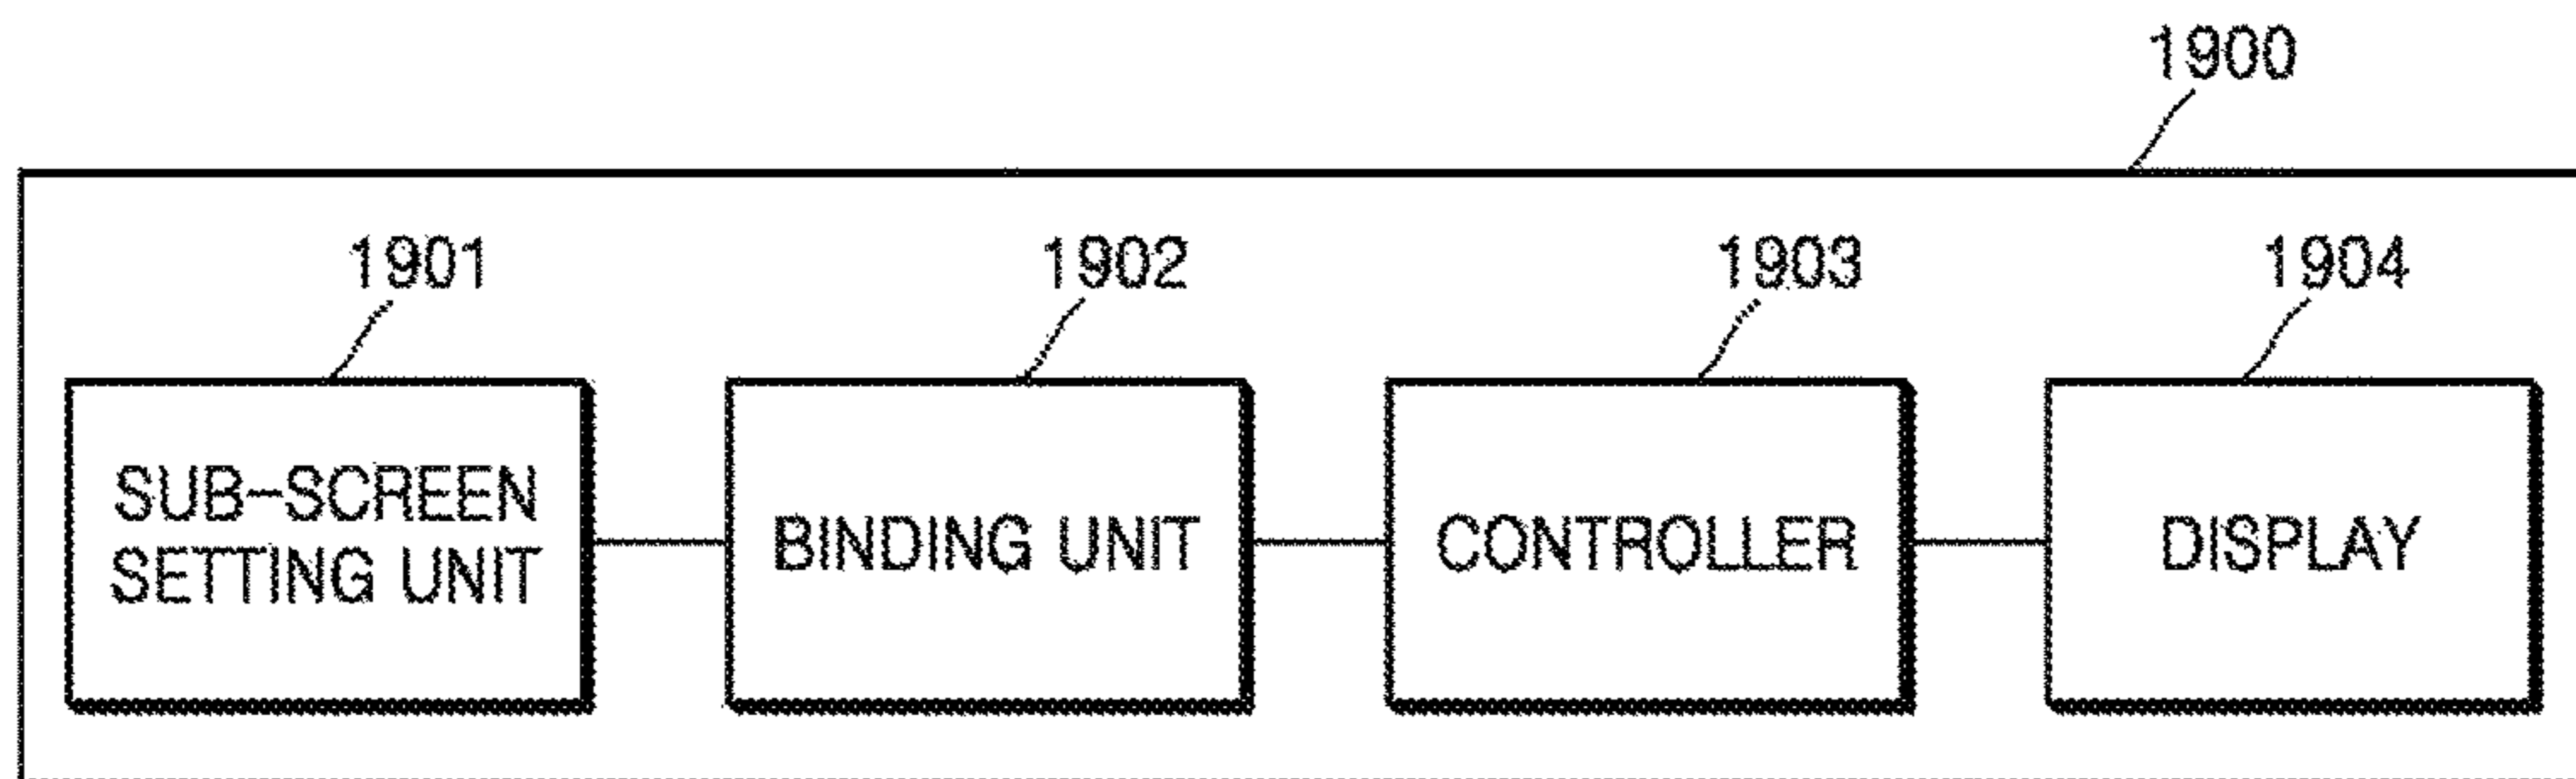 1900
1901
1902
1903
1904
SUB-SCREEN
SETTING UNIT
BINDING UNIT
CONTROLLER
DISPLAY